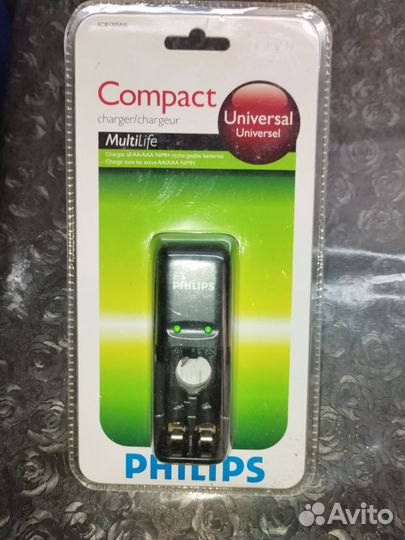 SCB1205NB
Compact
charger/chargeur
MultiLife
Charges all AA/AAA NiMH rechargeable batteries
Charge tous les accus AA/AAA NiMH
Universal
Universel
PHILIPS
PHILIPS
Avito